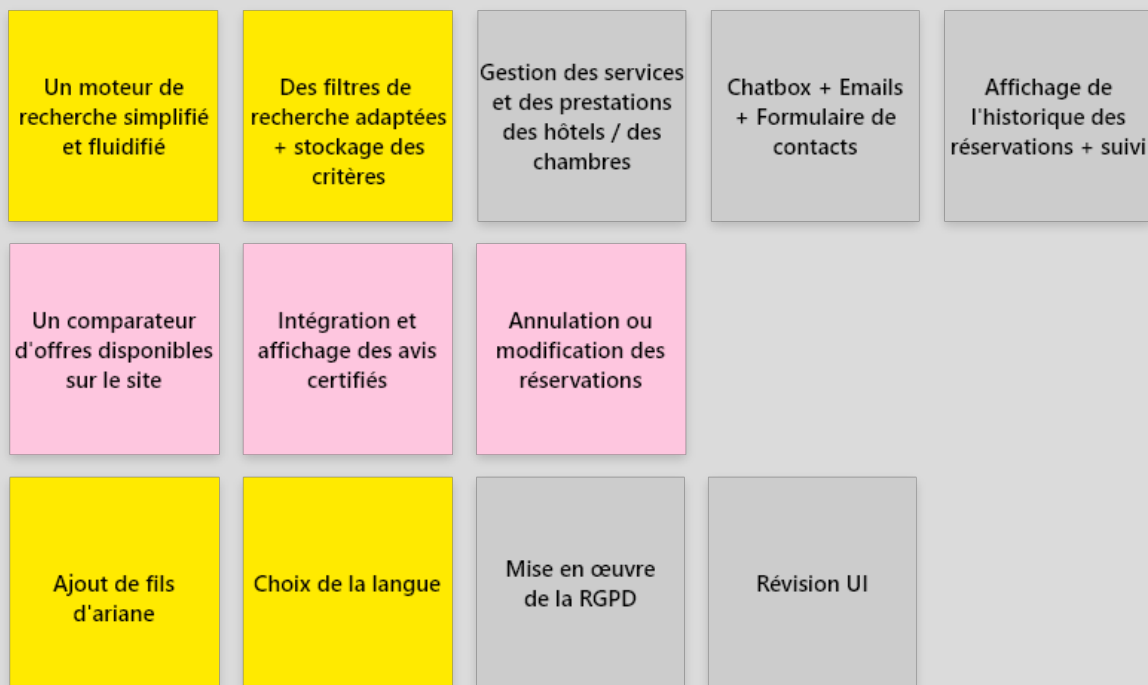 Un moteur de
recherche simplifié
et fluidifié
Des filtres de
recherche adaptées
+ stockage des
critères
Gestion des services
et des prestations
des hôtels / des
chambres
Chatbox + Emails
+ Formulaire de
contacts
Affichage de
l'historique des
réservations + suivi
Un comparateur
d'offres disponibles
sur le site
Intégration et
affichage des avis
certifiés
Annulation ou
modification des
réservations
Ajout de fils
d'ariane
Choix de la langue
Mise en œuvre
de la RGPD
Révision UI